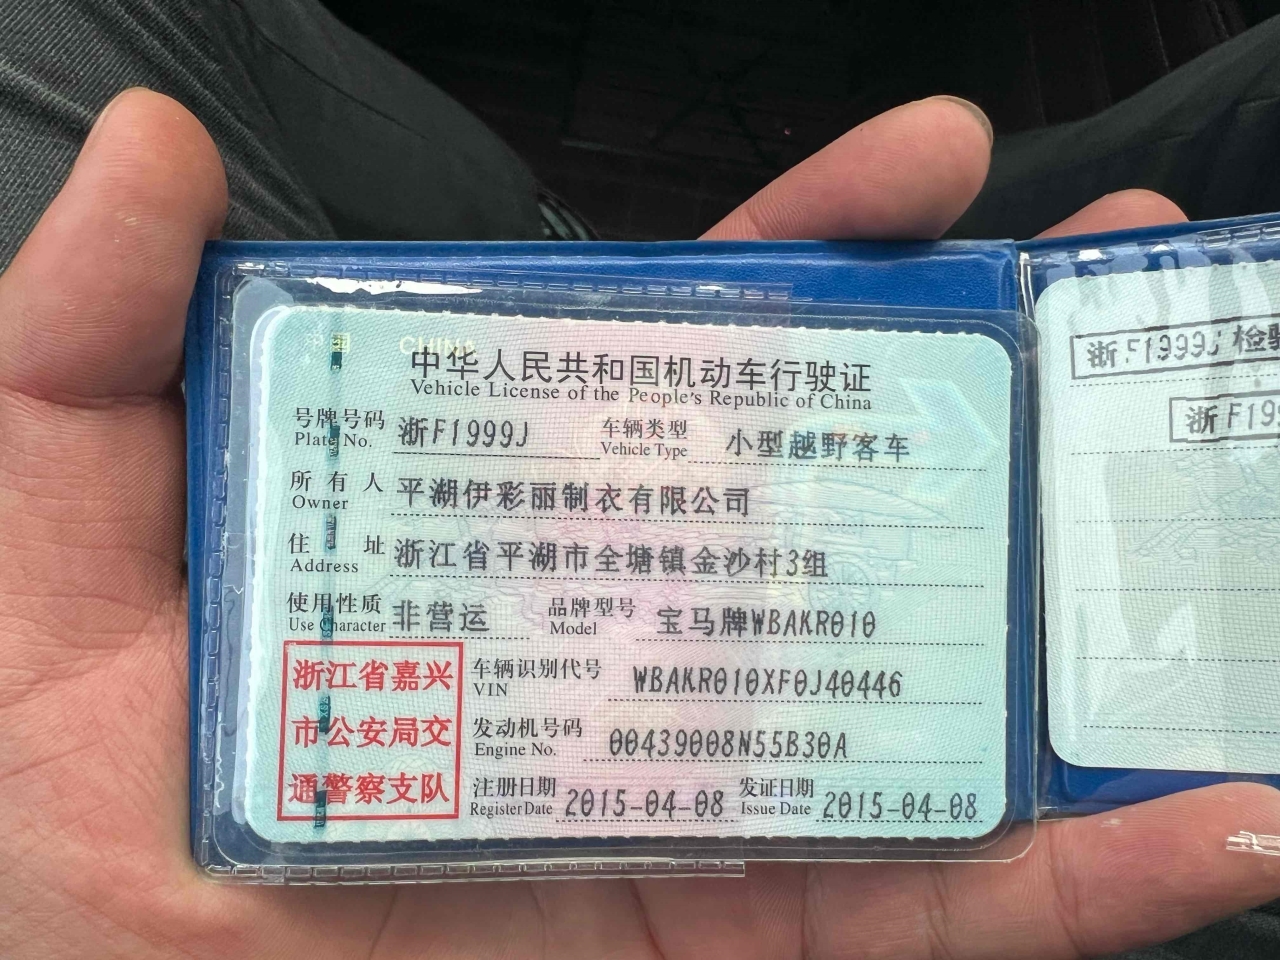 中国 CHINA
中华人民共和国机动车行驶证
Vehicle License of the People's Republic of China
号牌号码 浙F1999J 车辆类型 小型越野客车
Plate No. Vehicle Type
所有人 平湖伊彩丽制衣有限公司
Owner
住址 浙江省平湖市全塘镇金沙村3组
Address
使用性质 非营运 品牌型号 宝马牌WBAKR010
Use Character Model
浙江省嘉兴
市公安局交
通警察支队
车辆识别代号 WBAKR010XF0J40446
VIN
发动机号码 00439008N55B30A
Engine No.
注册日期 2015-04-08 发证日期 2015-04-08
Register Date Issue Date
浙F1999J 检验
浙F19